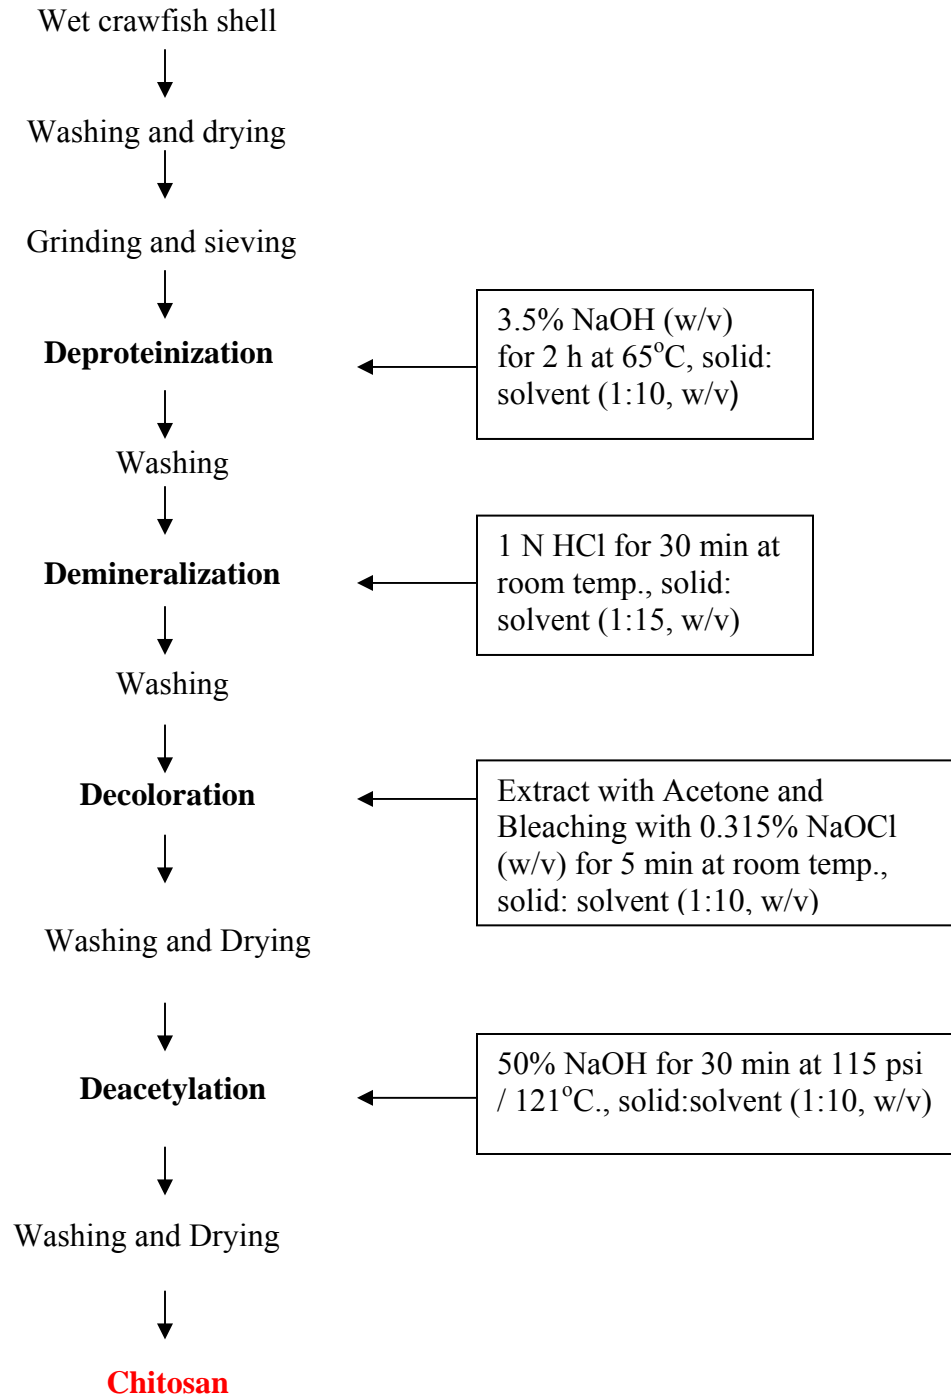 Wet crawfish shell
Washing and drying
Grinding and sieving
Deproteinization
3.5% NaOH (w/v)
for 2 h at 65°C, solid:
solvent (1:10, w/v)
Washing
Demineralization
1 N HCl for 30 min at
room temp., solid:
solvent (1:15, w/v)
Washing
Decoloration
Extract with Acetone and
Bleaching with 0.315% NaOCl
(w/v) for 5 min at room temp.,
solid: solvent (1:10, w/v)
Washing and Drying
Deacetylation
50% NaOH for 30 min at 115 psi
/ 121°C., solid:solvent (1:10, w/v)
Washing and Drying
Chitosan